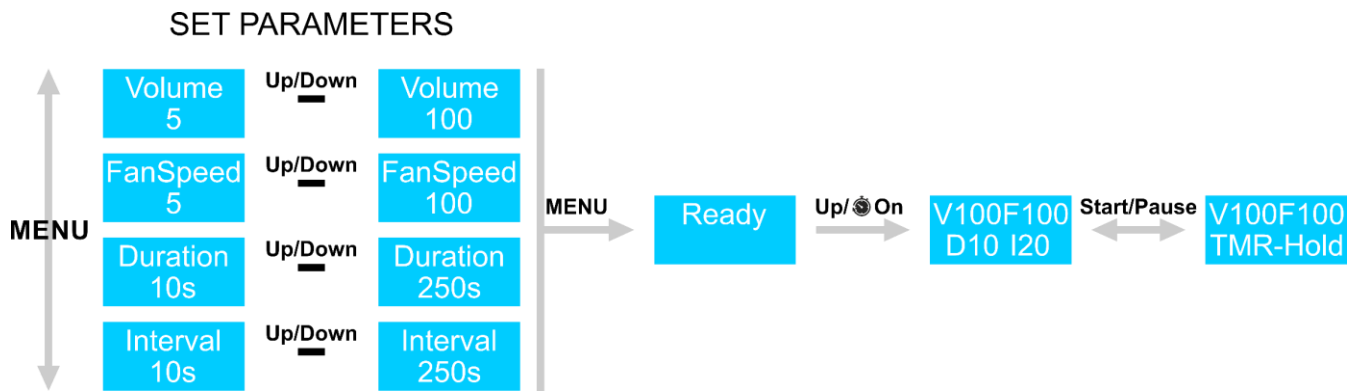 SET PARAMETERS
MENU
Volume
5
Up/Down
Volume
100
FanSpeed
5
Up/Down
FanSpeed
100
Duration
10s
Up/Down
Duration
250s
Interval
10s
Up/Down
Interval
250s
MENU
Ready
Up/ On
V100F100
D10 I20
Start/Pause
V100F100
TMR-Hold